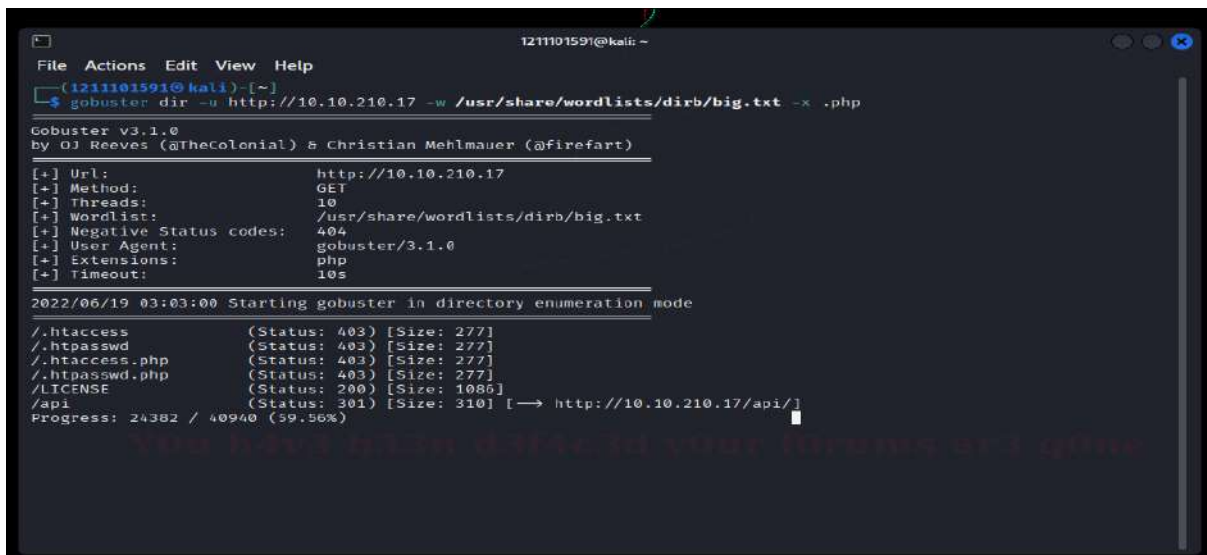 1211101591@kali: ~
File Actions Edit View Help
(1211101591㉿kali)-[~]
$ gobuster dir -u http://10.10.210.17 -w /usr/share/wordlists/dirb/big.txt -x .php
Gobuster v3.1.0
by OJ Reeves (@TheColonial) & Christian Mehlmauer (@firefart)
[+] Url: http://10.10.210.17
[+] Method: GET
[+] Threads: 10
[+] Wordlist: /usr/share/wordlists/dirb/big.txt
[+] Negative Status codes: 404
[+] User Agent: gobuster/3.1.0
[+] Extensions: php
[+] Timeout: 10s
2022/06/19 03:03:00 Starting gobuster in directory enumeration mode
/.htaccess (Status: 403) [Size: 277]
/.htpasswd (Status: 403) [Size: 277]
/.htaccess.php (Status: 403) [Size: 277]
/.htpasswd.php (Status: 403) [Size: 277]
/LICENSE (Status: 200) [Size: 1086]
/api (Status: 301) [Size: 310] [→ http://10.10.210.17/api/]
Progress: 24382 / 40940 (59.56%)